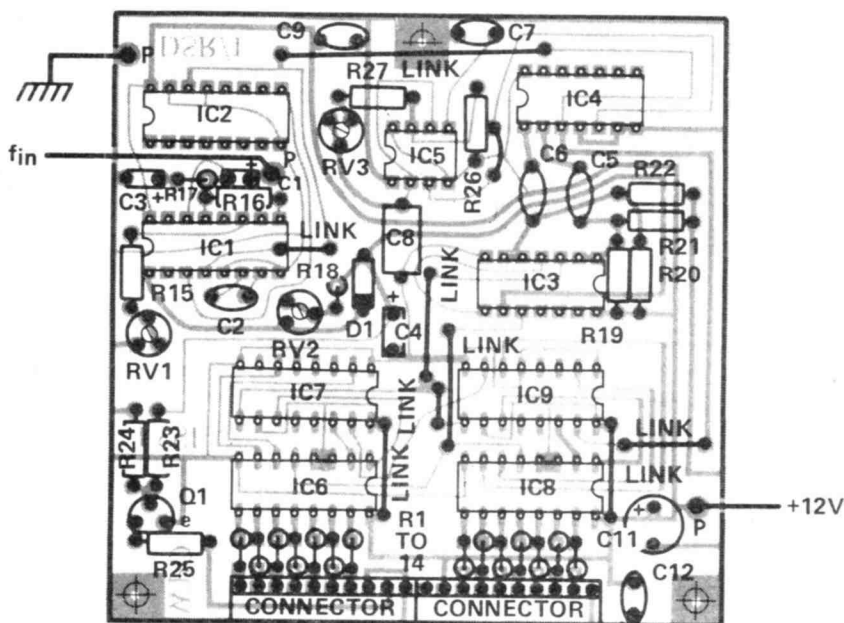 C9
C7
P
DSR/1
LINK
R27
IC2
IC4
RV3
IC5
R26
fin
P
C1
C6
C5
R22
C3
+
R17
+
R16
R21
IC1
LINK
C8
R15
R18
LINK
IC3
R20
C2
+
D1
C4
R19
RV1
RV2
LINK
IC7
IC9
LINK
LINK
R24
R23
LINK
IC6
IC8
LINK
Q1
e
R1
TO
14
C11
+
P
+12V
R25
C12
CONNECTOR
CONNECTOR